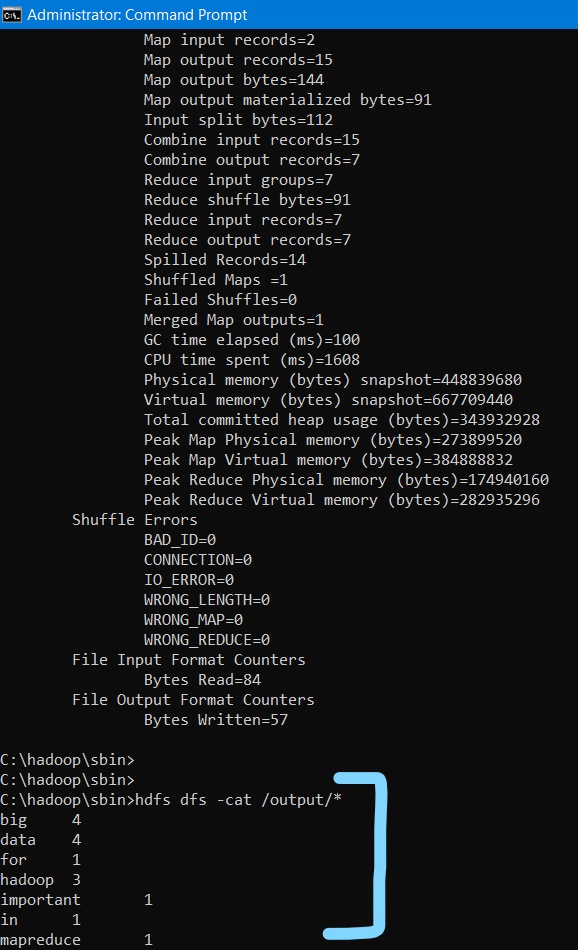 Administrator: Command Prompt
Map input records=2
Map output records=15
Map output bytes=144
Map output materialized bytes=91
Input split bytes=112
Combine input records=15
Combine output records=7
Reduce input groups=7
Reduce shuffle bytes=91
Reduce input records=7
Reduce output records=7
Spilled Records=14
Shuffled Maps =1
Failed Shuffles=0
Merged Map outputs=1
GC time elapsed (ms)=100
CPU time spent (ms)=1608
Physical memory (bytes) snapshot=448839680
Virtual memory (bytes) snapshot=667709440
Total committed heap usage (bytes)=343932928
Peak Map Physical memory (bytes)=273899520
Peak Map Virtual memory (bytes)=384888832
Peak Reduce Physical memory (bytes)=174940160
Peak Reduce Virtual memory (bytes)=282935296
Shuffle Errors
BAD_ID=0
CONNECTION=0
IO_ERROR=0
WRONG_LENGTH=0
WRONG_MAP=0
WRONG_REDUCE=0
File Input Format Counters
Bytes Read=84
File Output Format Counters
Bytes Written=57
C:\hadoop\sbin>
C:\hadoop\sbin>
C:\hadoop\sbin>hdfs dfs -cat /output/*
big 4
data 4
for 1
hadoop 3
important 1
in 1
mapreduce 1